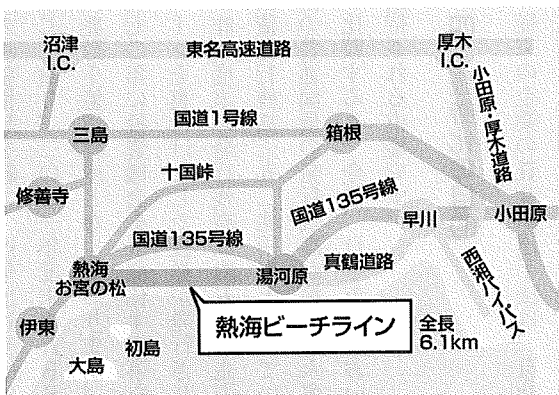 沼津
I.C.
東名高速道路
厚木
I.C.
小田原・厚木道路
国道1号線
三島
箱根
十国峠
修善寺
国道135号線
早川
小田原
国道135号線
熱海
お宮の松
湯河原
真鶴道路
西湘バイパス
伊東
熱海ビーチライン
全長
6.1km
初島
大島